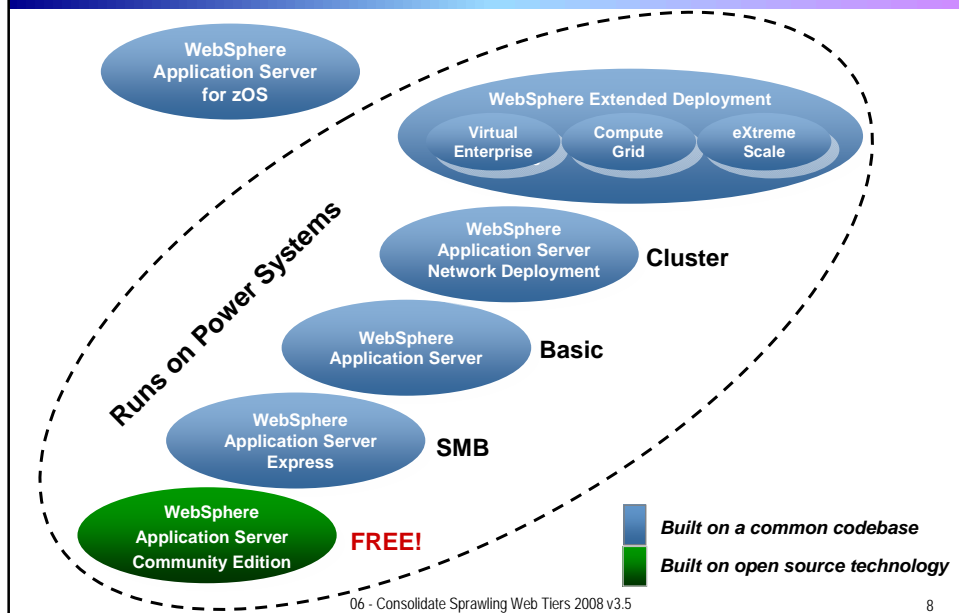 WebSphere
Application Server
for zOS
WebSphere Extended Deployment
Virtual
Enterprise
Compute
Grid
eXtreme
Scale
Runs on Power Systems
WebSphere
Application Server
Network Deployment
Cluster
WebSphere
Application Server
Basic
WebSphere
Application Server
Express
SMB
WebSphere
Application Server
Community Edition
FREE!
Built on a common codebase
Built on open source technology
06 - Consolidate Sprawling Web Tiers 2008 v3.5
8